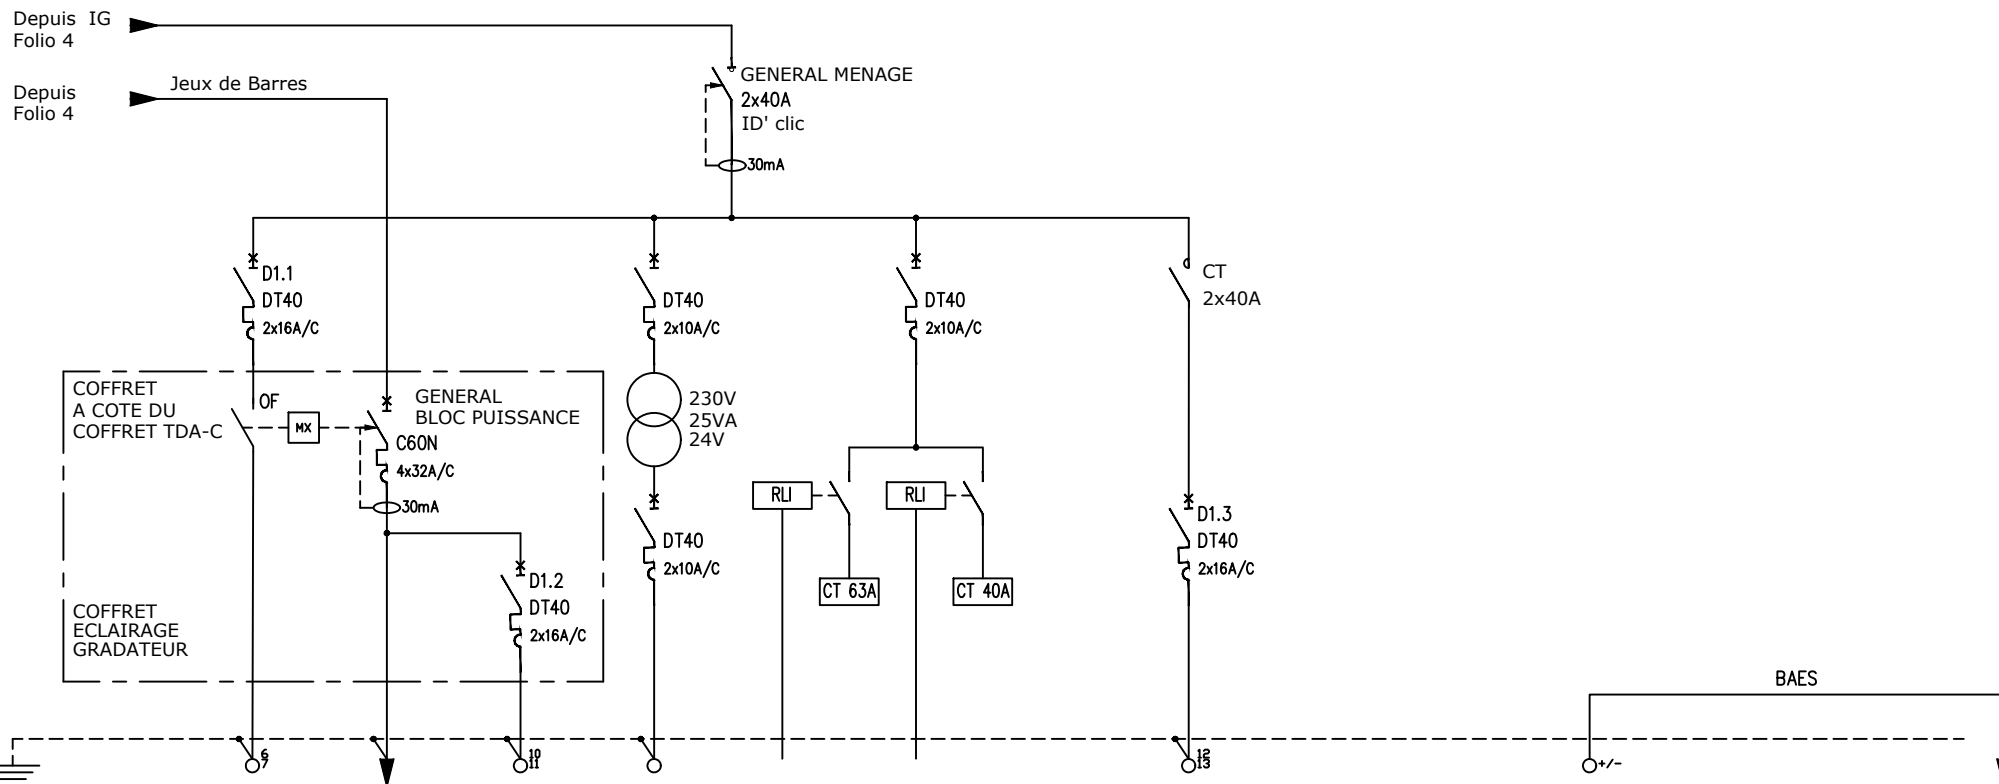 Depuis IG
Folio 4
Depuis
Folio 4
Jeux de Barres
GENERAL MENAGE
2x40A
ID' clic
30mA
D1.1
DT40
2x16A/C
DT40
2x10A/C
DT40
2x10A/C
CT
2x40A
COFFRET
A COTE DU
COFFRET TDA-C
OF
MX
GENERAL
BLOC PUISSANCE
C60N
4x32A/C
30mA
230V
25VA
24V
RLI
RLI
DT40
2x10A/C
D1.3
DT40
2x16A/C
D1.2
DT40
2x16A/C
CT 63A
CT 40A
COFFRET
ECLAIRAGE
GRADATEUR
BAES
6
7
10
11
12
13
+/-